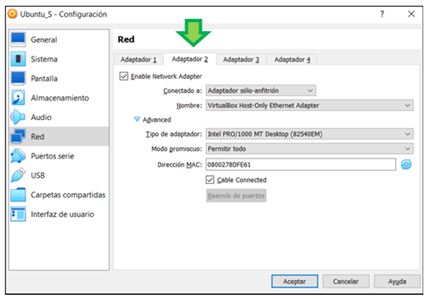 Ubuntu_S - Configuración
?
General
Sistema
Pantalla
Almacenamiento
Audio
Red
Puertos serie
USB
Carpetas compartidas
Interfaz de usuario
Red
Adaptador 1 Adaptador 2 Adaptador 3 Adaptador 4
Enable Network Adapter
Conectado a: Adaptador sólo-anfitrión
Nombre: VirtualBox Host-Only Ethernet Adapter
Advanced
Tipo de adaptador: Intel PRO/1000 MT Desktop (82540EM)
Modo promiscuo: Permitir todo
Dirección MAC: 0800278DFE61
Cable Connected
Reenvío de puertos
Aceptar Cancelar Ayuda